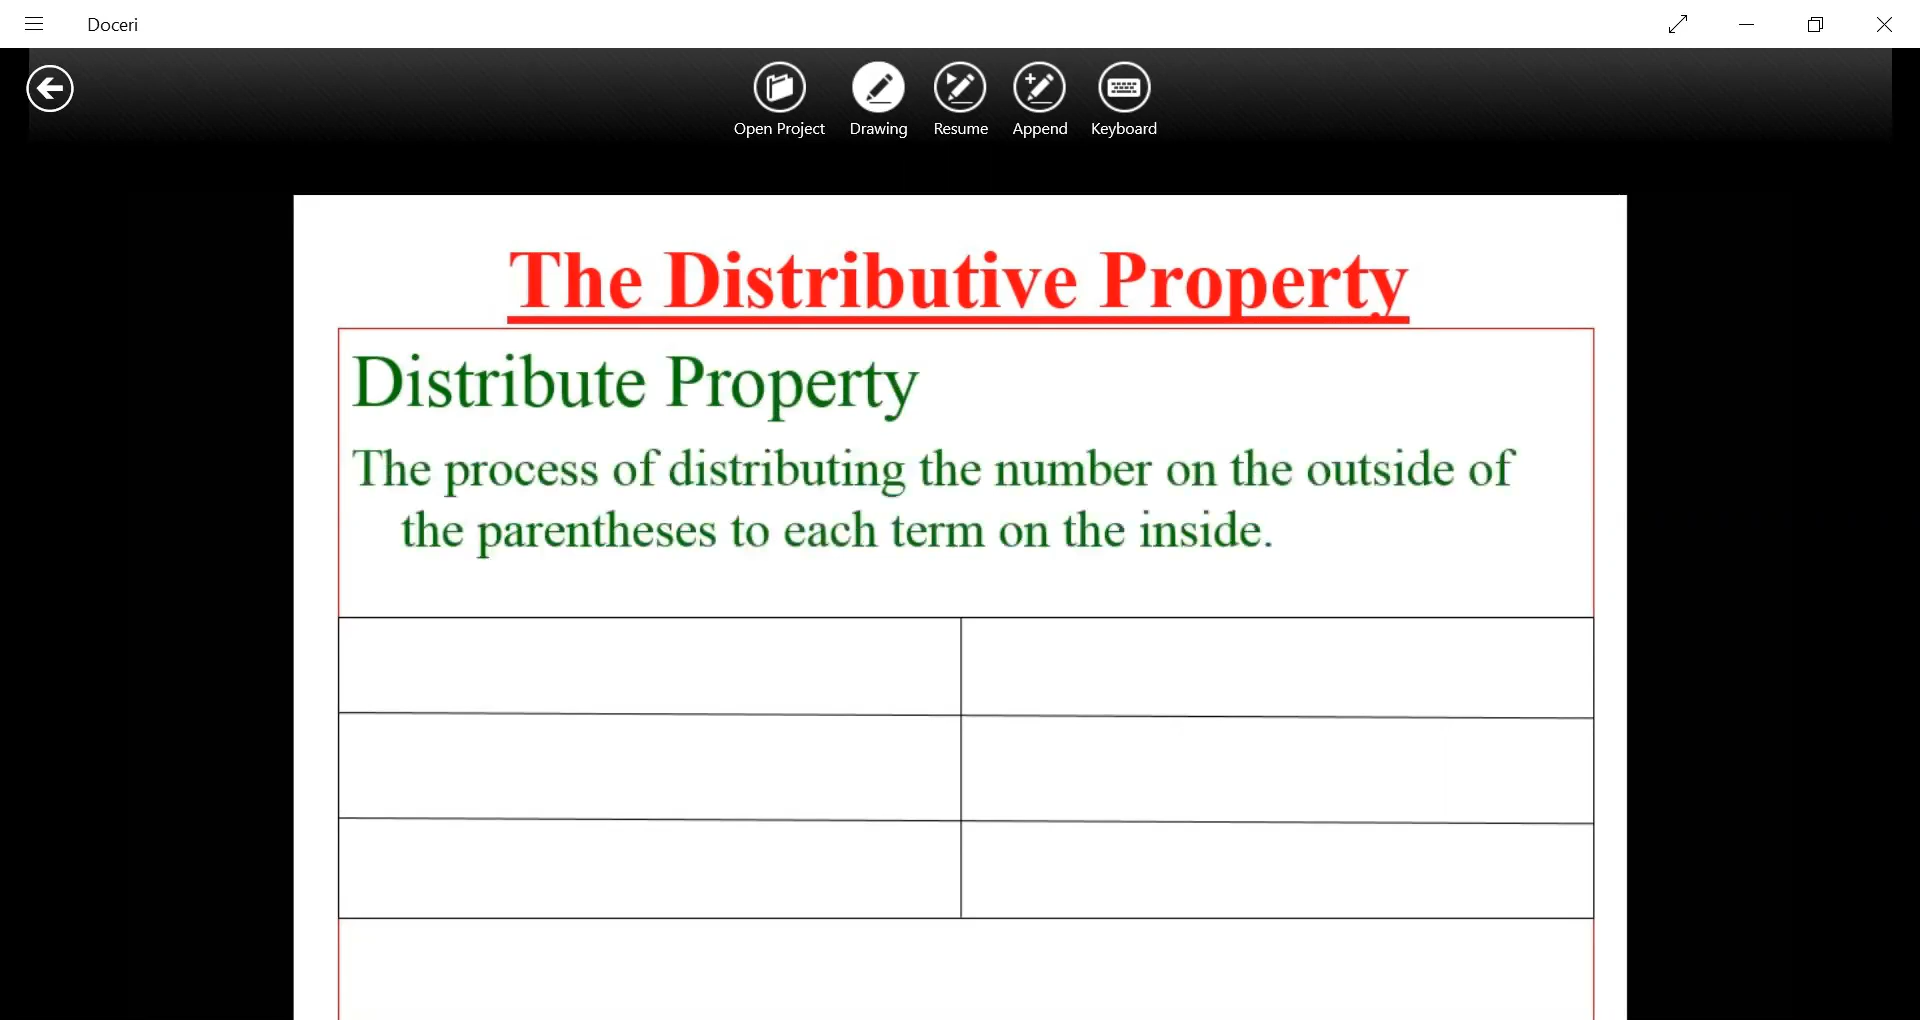 Doceri
Open Project Drawing Resume Append Keyboard
The Distributive Property
Distribute Property
The process of distributing the number on the outside of
the parentheses to each term on the inside.